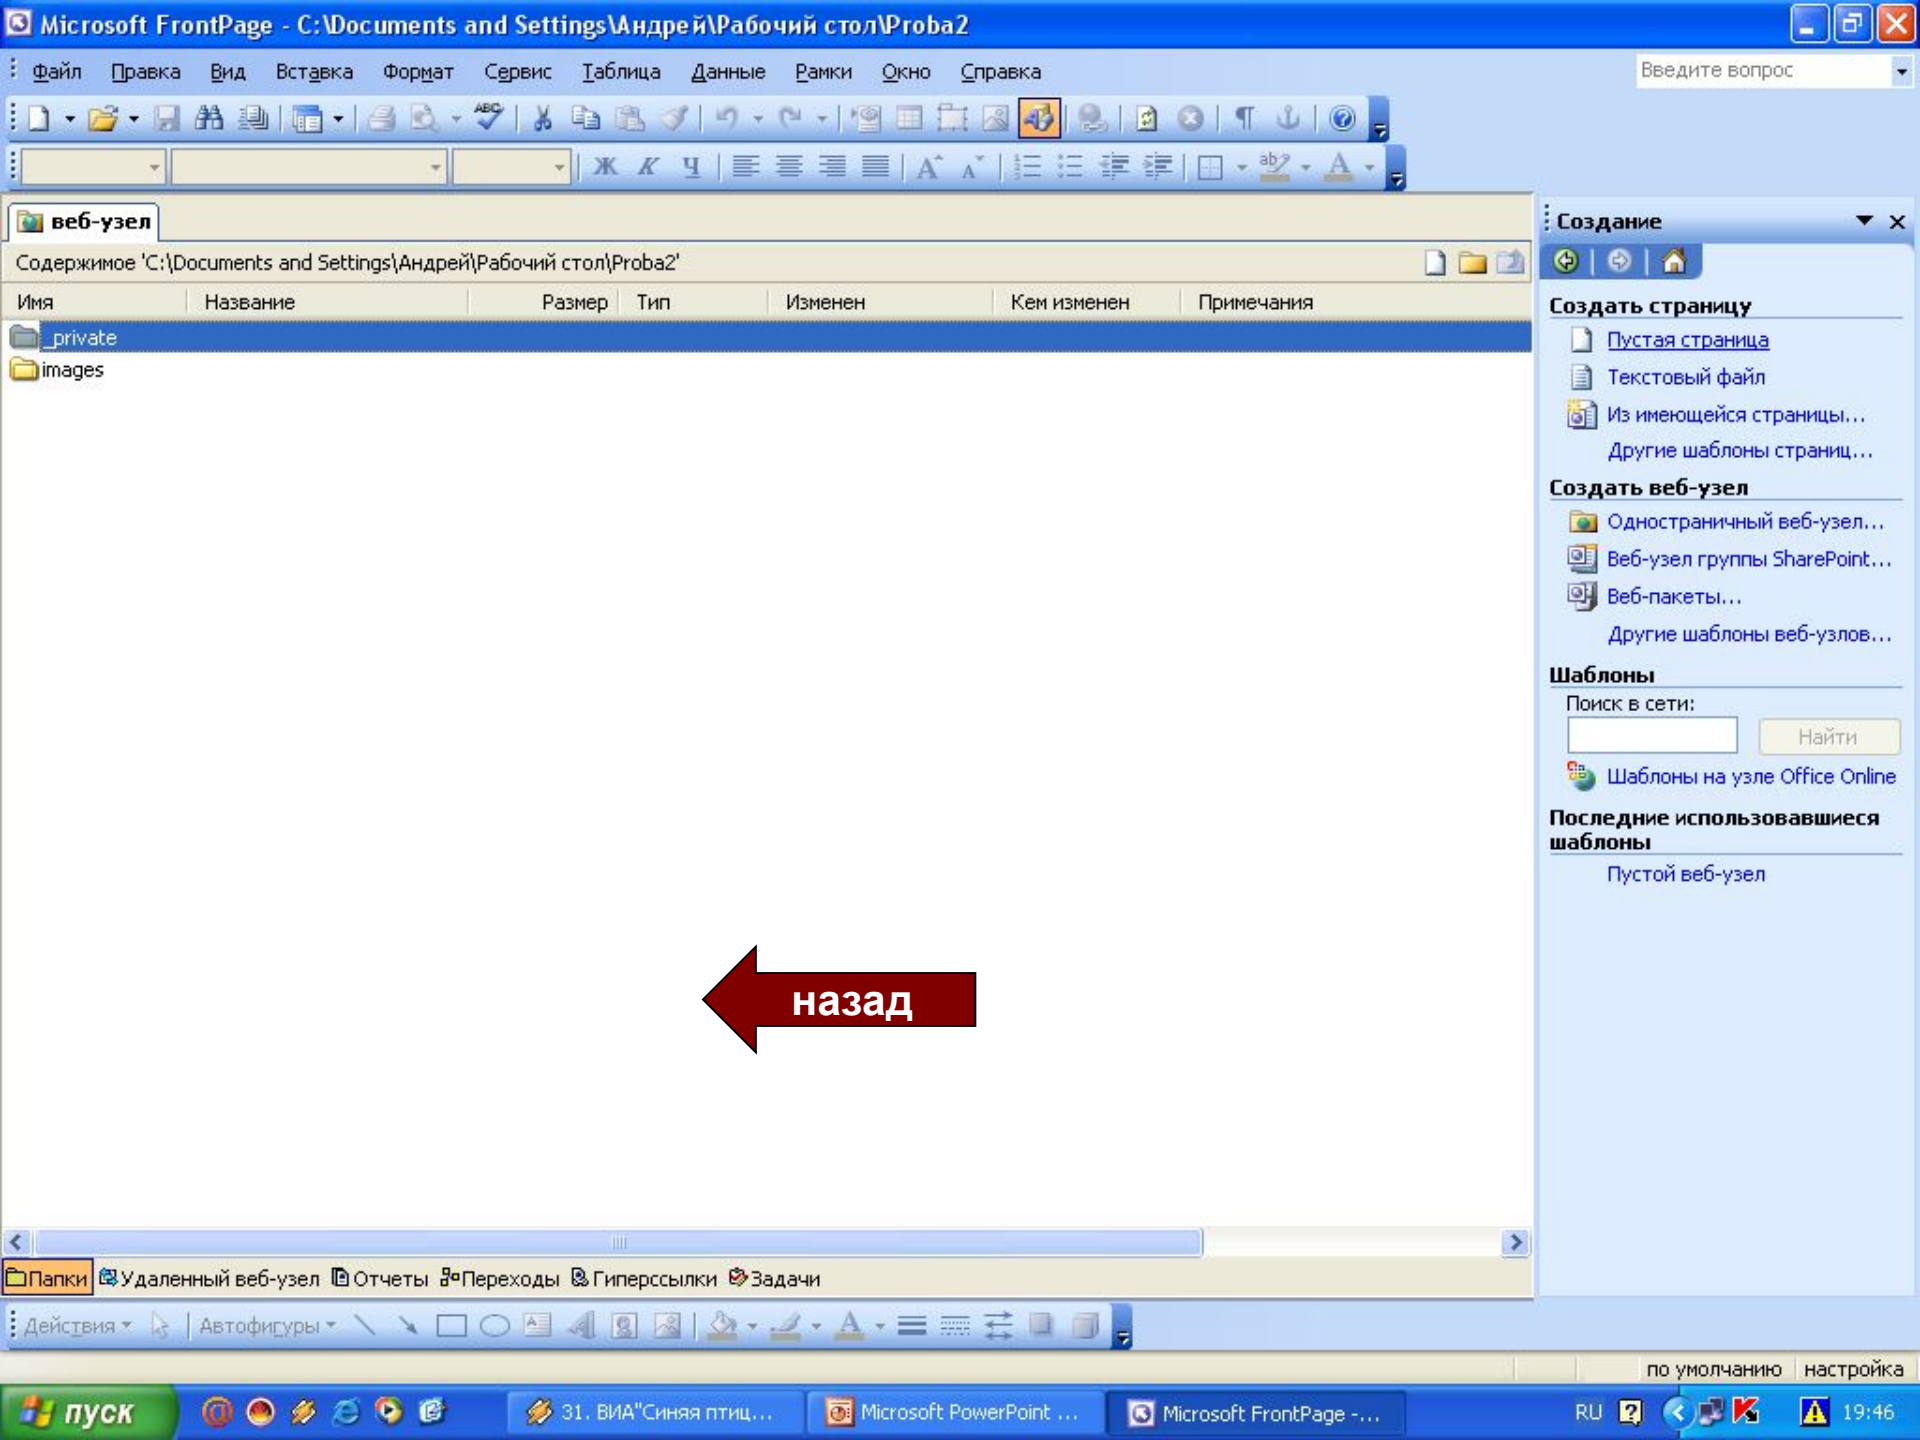 Microsoft FrontPage - C:\Documents and Settings\Андрей\Рабочий стол\Proba2
Файл Правка Вид Вставка Формат Сервис Таблица Данные Рамки Окно Справка
Введите вопрос
ABC
Ж К Ч
веб-узел
Содержимое 'C:\Documents and Settings\Андрей\Рабочий стол\Proba2'
Имя Название Размер Тип Изменен Кем изменен Примечания
_private
images
Создание
Создать страницу
Пустая страница
Текстовый файл
Из имеющейся страницы...
Другие шаблоны страниц...
Создать веб-узел
Одностраничный веб-узел...
Веб-узел группы SharePoint...
Веб-пакеты...
Другие шаблоны веб-узлов...
Шаблоны
Поиск в сети:
Найти
Шаблоны на узле Office Online
Последние использовавшиеся
шаблоны
Пустой веб-узел
назад
Папки Удаленный веб-узел Отчеты Переходы Гиперссылки Задачи
Действия Автофигуры
по умолчанию настройка
пуск
31. ВИА"Синяя птиц...
Microsoft PowerPoint ...
Microsoft FrontPage -...
RU
19:46